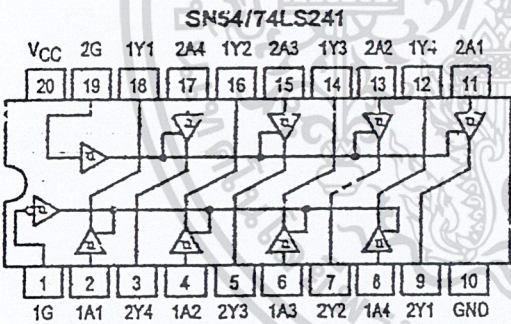 SN54/74LS241
VCC 2G 1Y1 2A4 1Y2 2A3 1Y3 2A2 1Y4 2A1
20 19 18 17 16 15 14 13 12 11
1 2 3 4 5 6 7 8 9 10
1G 1A1 2Y4 1A2 2Y3 1A3 2Y2 1A4 2Y1 GND